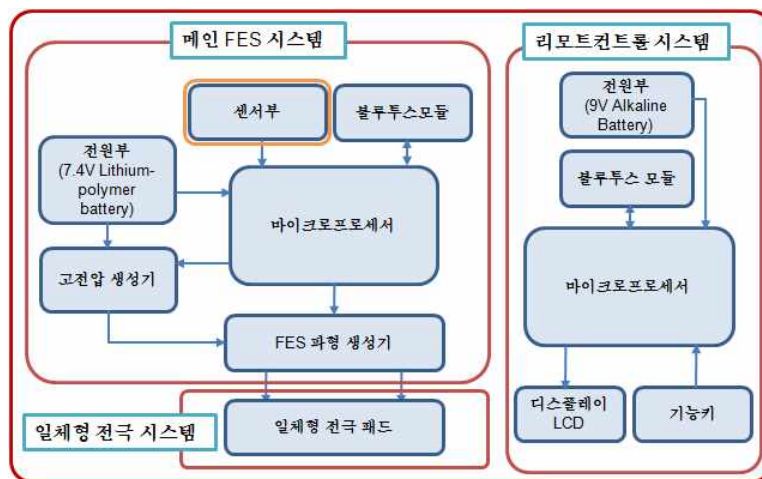 메인 FES 시스템
센서부
블루투스모듈
전원부
(7.4V Lithium-
polymer
battery)
마이크로프로세서
고전압 생성기
FES 파형 생성기
일체형 전극 시스템
일체형 전극 패드
리모트컨트롤 시스템
전원부
(9V Alkaline
Battery)
블루투스 모듈
마이크로프로세서
디스플레이
LCD
기능키